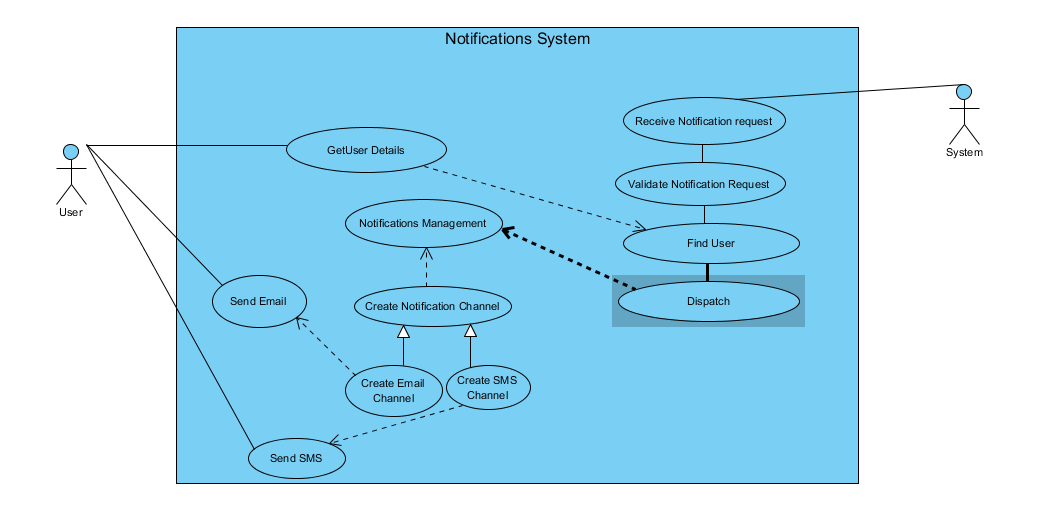 Notifications System
Receive Notification request
GetUser Details
System
Validate Notification Request
User
Notifications Management
Find User
Send Email
Create Notification Channel
Dispatch
Create Email
Channel
Create SMS
Channel
Send SMS